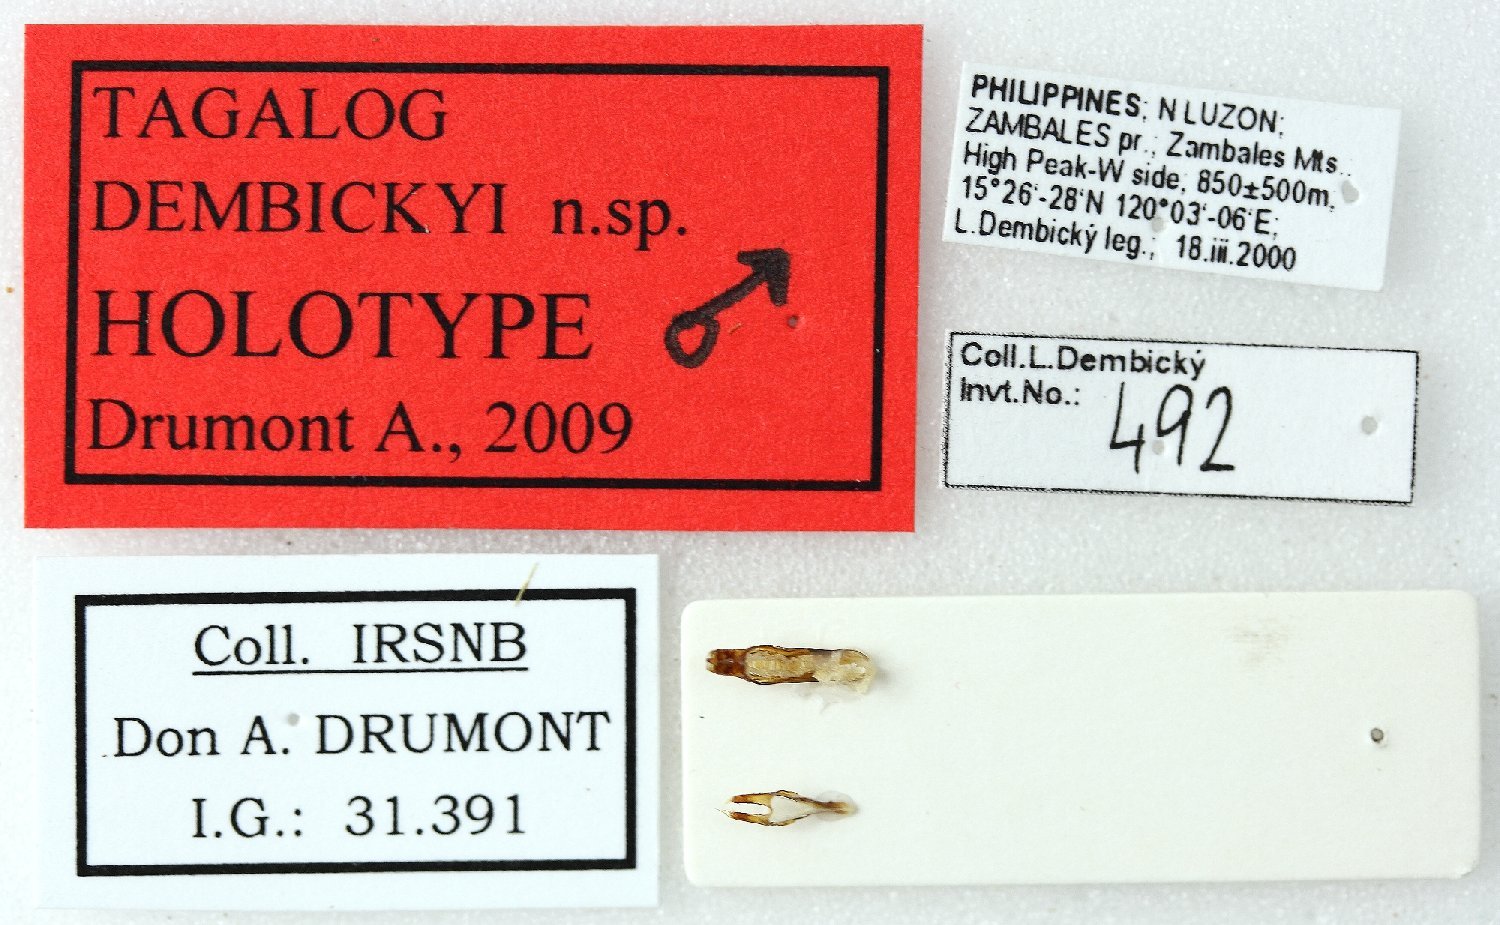 TAGALOG
DEMBICKYI n.sp.
HOLOTYPE ♂
Drumont A., 2009
PHILIPPINES; N LUZON;
ZAMBALES pr.; Zambales Mts.;
High Peak-W side, 850±500m,
15°26'-28'N 120°03'-06'E;
L.Dembický leg.; 18.iii.2000
Coll.L.Dembický
Invt.No.: 492
Coll. IRSNB
Don A. DRUMONT
I.G.: 31.391